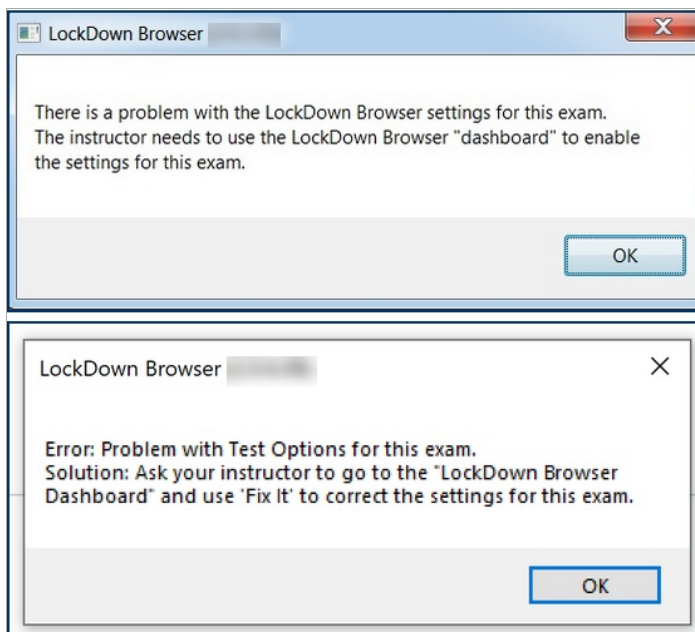 LockDown Browser
There is a problem with the LockDown Browser settings for this exam.
The instructor needs to use the LockDown Browser "dashboard" to enable
the settings for this exam.
OK
LockDown Browser
Error: Problem with Test Options for this exam.
Solution: Ask your instructor to go to the "LockDown Browser
Dashboard" and use 'Fix It' to correct the settings for this exam.
OK